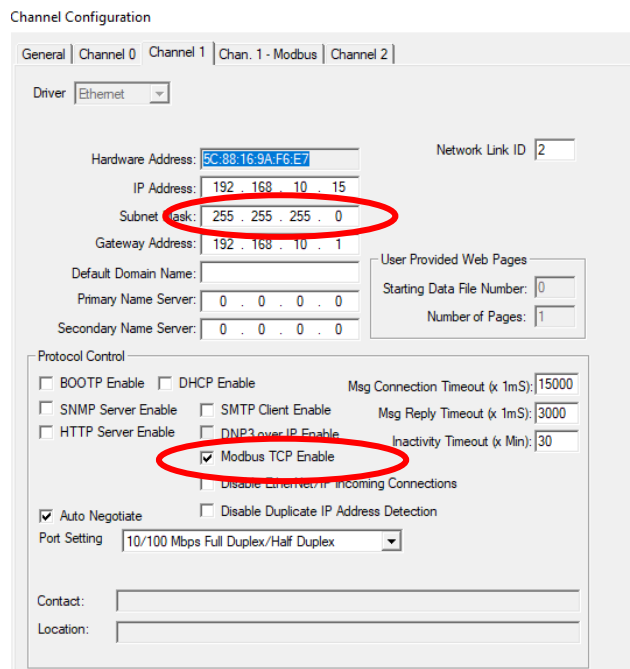 Channel Configuration
General Channel 0 Channel 1 Chan. 1 - Modbus Channel 2
Driver Ethernet
Hardware Address: 5C:88:16:9A:F6:E7 Network Link ID 2
IP Address: 192 . 168 . 10 . 15
Subnet Mask: 255 . 255 . 255 . 0
Gateway Address: 192 . 168 . 10 . 1
User Provided Web Pages
Default Domain Name: Starting Data File Number: 0
Primary Name Server: 0 . 0 . 0 . 0 Number of Pages: 1
Secondary Name Server: 0 . 0 . 0 . 0
Protocol Control
BOOTP Enable DHCP Enable Msg Connection Timeout (x 1mS): 15000
SNMP Server Enable SMTP Client Enable Msg Reply Timeout (x 1mS): 3000
HTTP Server Enable DNP3 over IP Enable Inactivity Timeout (x Min): 30
Modbus TCP Enable
Disable EtherNet/IP Incoming Connections
Auto Negotiate Disable Duplicate IP Address Detection
Port Setting 10/100 Mbps Full Duplex/Half Duplex
Contact:
Location: